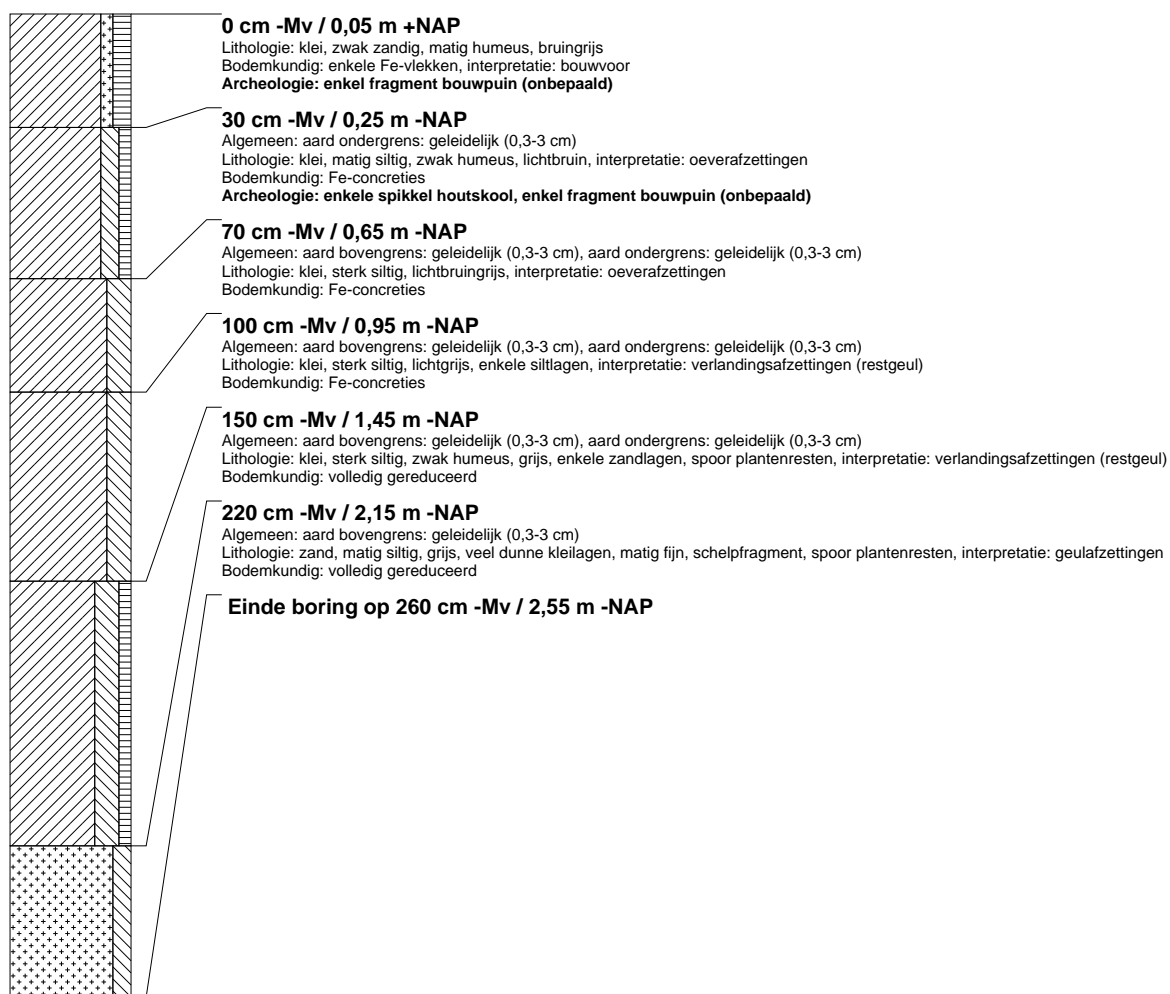 0 cm -Mv / 0,05 m +NAP
Lithologie: klei, zwak zandig, matig humeus, bruingrijs
Bodemkundig: enkele Fe-vlekken, interpretatie: bouwvoor
Archeologie: enkel fragment bouwpuin (onbepaald)
30 cm -Mv / 0,25 m -NAP
Algemeen: aard ondergrens: geleidelijk (0,3-3 cm)
Lithologie: klei, matig siltig, zwak humeus, lichtbruin, interpretatie: oeverafzettingen
Bodemkundig: Fe-concreties
Archeologie: enkele spikkel houtskool, enkel fragment bouwpuin (onbepaald)
70 cm -Mv / 0,65 m -NAP
Algemeen: aard bovengrens: geleidelijk (0,3-3 cm), aard ondergrens: geleidelijk (0,3-3 cm)
Lithologie: klei, sterk siltig, lichtbruingrijs, interpretatie: oeverafzettingen
Bodemkundig: Fe-concreties
100 cm -Mv / 0,95 m -NAP
Algemeen: aard bovengrens: geleidelijk (0,3-3 cm), aard ondergrens: geleidelijk (0,3-3 cm)
Lithologie: klei, sterk siltig, lichtgrijs, enkele siltlagen, interpretatie: verlandingsafzettingen (restgeul)
Bodemkundig: Fe-concreties
150 cm -Mv / 1,45 m -NAP
Algemeen: aard bovengrens: geleidelijk (0,3-3 cm), aard ondergrens: geleidelijk (0,3-3 cm)
Lithologie: klei, sterk siltig, zwak humeus, grijs, enkele zandlagen, spoor plantenresten, interpretatie: verlandingsafzettingen (restgeul)
Bodemkundig: volledig gereduceerd
220 cm -Mv / 2,15 m -NAP
Algemeen: aard bovengrens: geleidelijk (0,3-3 cm)
Lithologie: zand, matig siltig, grijs, veel dunne kleilagen, matig fijn, schelpfragment, spoor plantenresten, interpretatie: geulafzettingen
Bodemkundig: volledig gereduceerd
Einde boring op 260 cm -Mv / 2,55 m -NAP